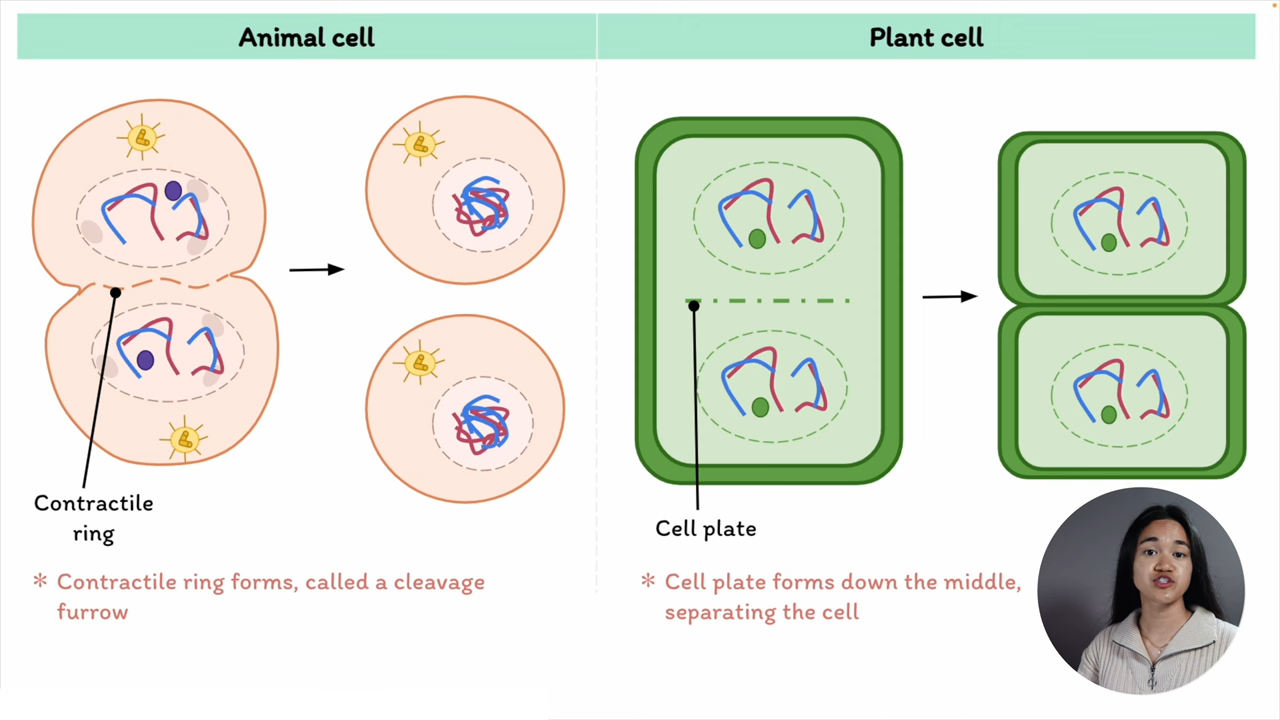 Animal cell
Plant cell
Contractile
ring
Cell plate
* Contractile ring forms, called a cleavage
furrow
* Cell plate forms down the middle,
separating the cell